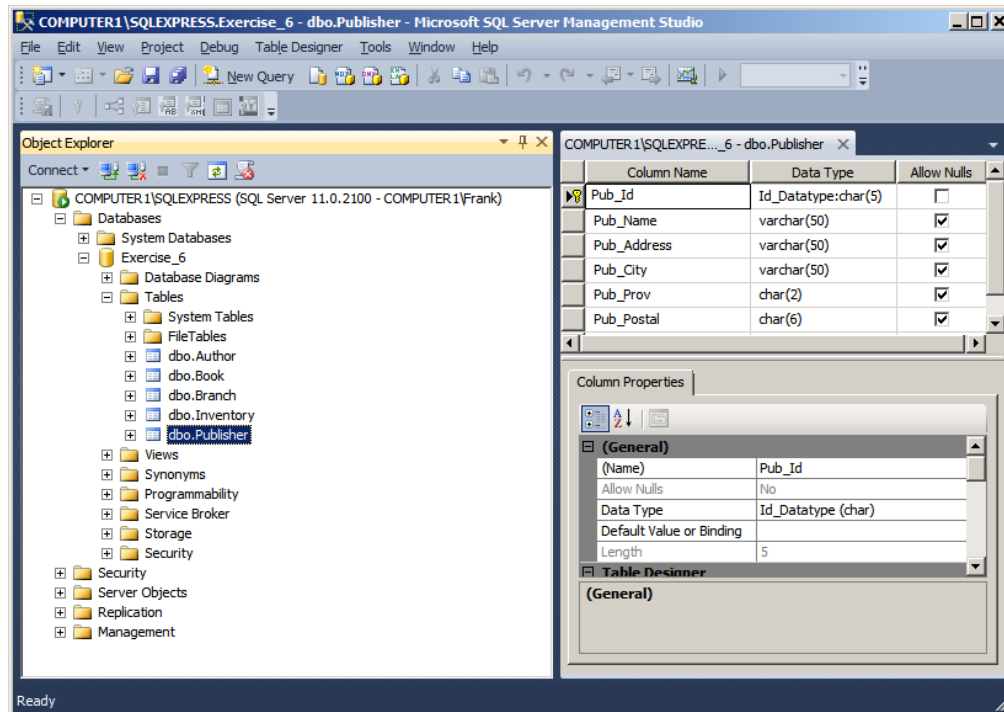 COMPUTER1\SQLEXPRESS.Exercise_6 - dbo.Publisher - Microsoft SQL Server Management Studio
File Edit View Project Debug Table Designer Tools Window Help
New Query
Object Explorer
Connect
COMPUTER1\SQLEXPRESS (SQL Server 11.0.2100 - COMPUTER1\Frank)
Databases
System Databases
Exercise_6
Database Diagrams
Tables
System Tables
FileTables
dbo.Author
dbo.Book
dbo.Branch
dbo.Inventory
dbo.Publisher
Views
Synonyms
Programmability
Service Broker
Storage
Security
Security
Server Objects
Replication
Management
COMPUTER1\SQLEXPRE..._6 - dbo.Publisher
Column Name Data Type Allow Nulls
Pub_Id Id_Datatype:char(5)
Pub_Name varchar(50)
Pub_Address varchar(50)
Pub_City varchar(50)
Pub_Prov char(2)
Pub_Postal char(6)
Column Properties
(General)
(Name) Pub_Id
Allow Nulls No
Data Type Id_Datatype (char)
Default Value or Binding
Length 5
Table Designer
(General)
Ready